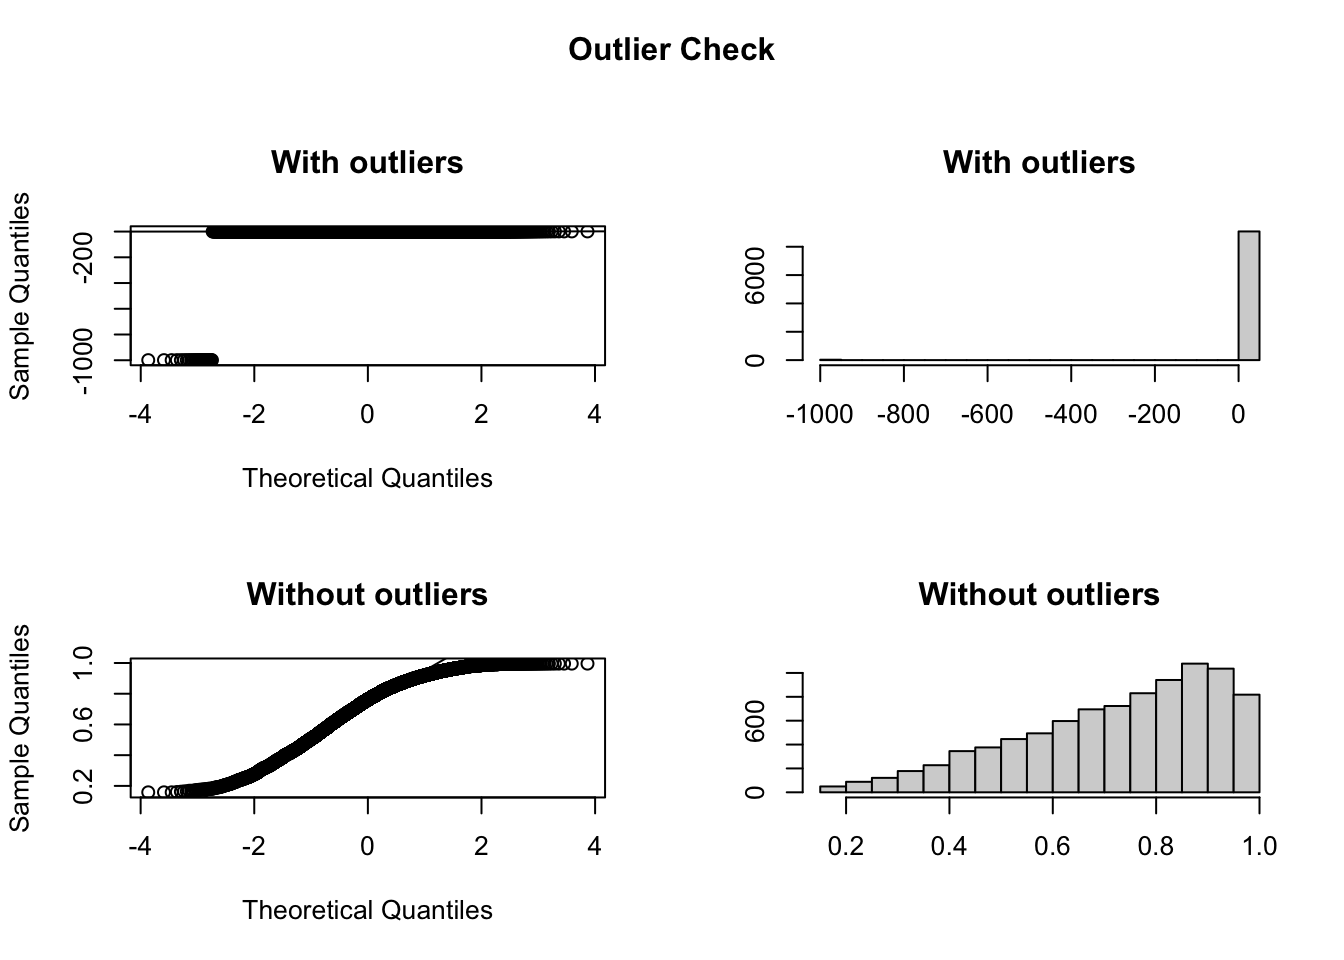 Outlier Check
With outliers
Sample Quantiles
-200
-1000
-4 -2 0 2 4
Theoretical Quantiles
With outliers
6000
0
-1000 -800 -600 -400 -200 0
Without outliers
Sample Quantiles
1.0
0.6
0.2
-4 -2 0 2 4
Theoretical Quantiles
Without outliers
600
0
0.2 0.4 0.6 0.8 1.0